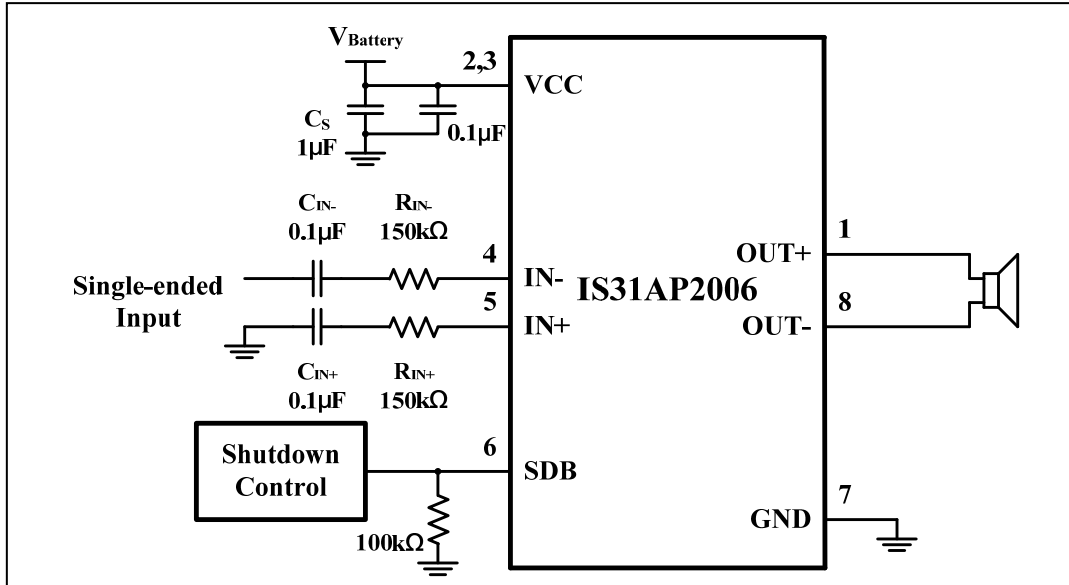 VBattery
2,3
VCC
CS
1µF
0.1µF
CIN-
0.1µF
RIN-
150kΩ
4
IN-
Single-ended
Input
5
IN+
CIN+
0.1µF
RIN+
150kΩ
IS31AP2006
1
OUT+
8
OUT-
Shutdown
Control
6
SDB
100kΩ
7
GND